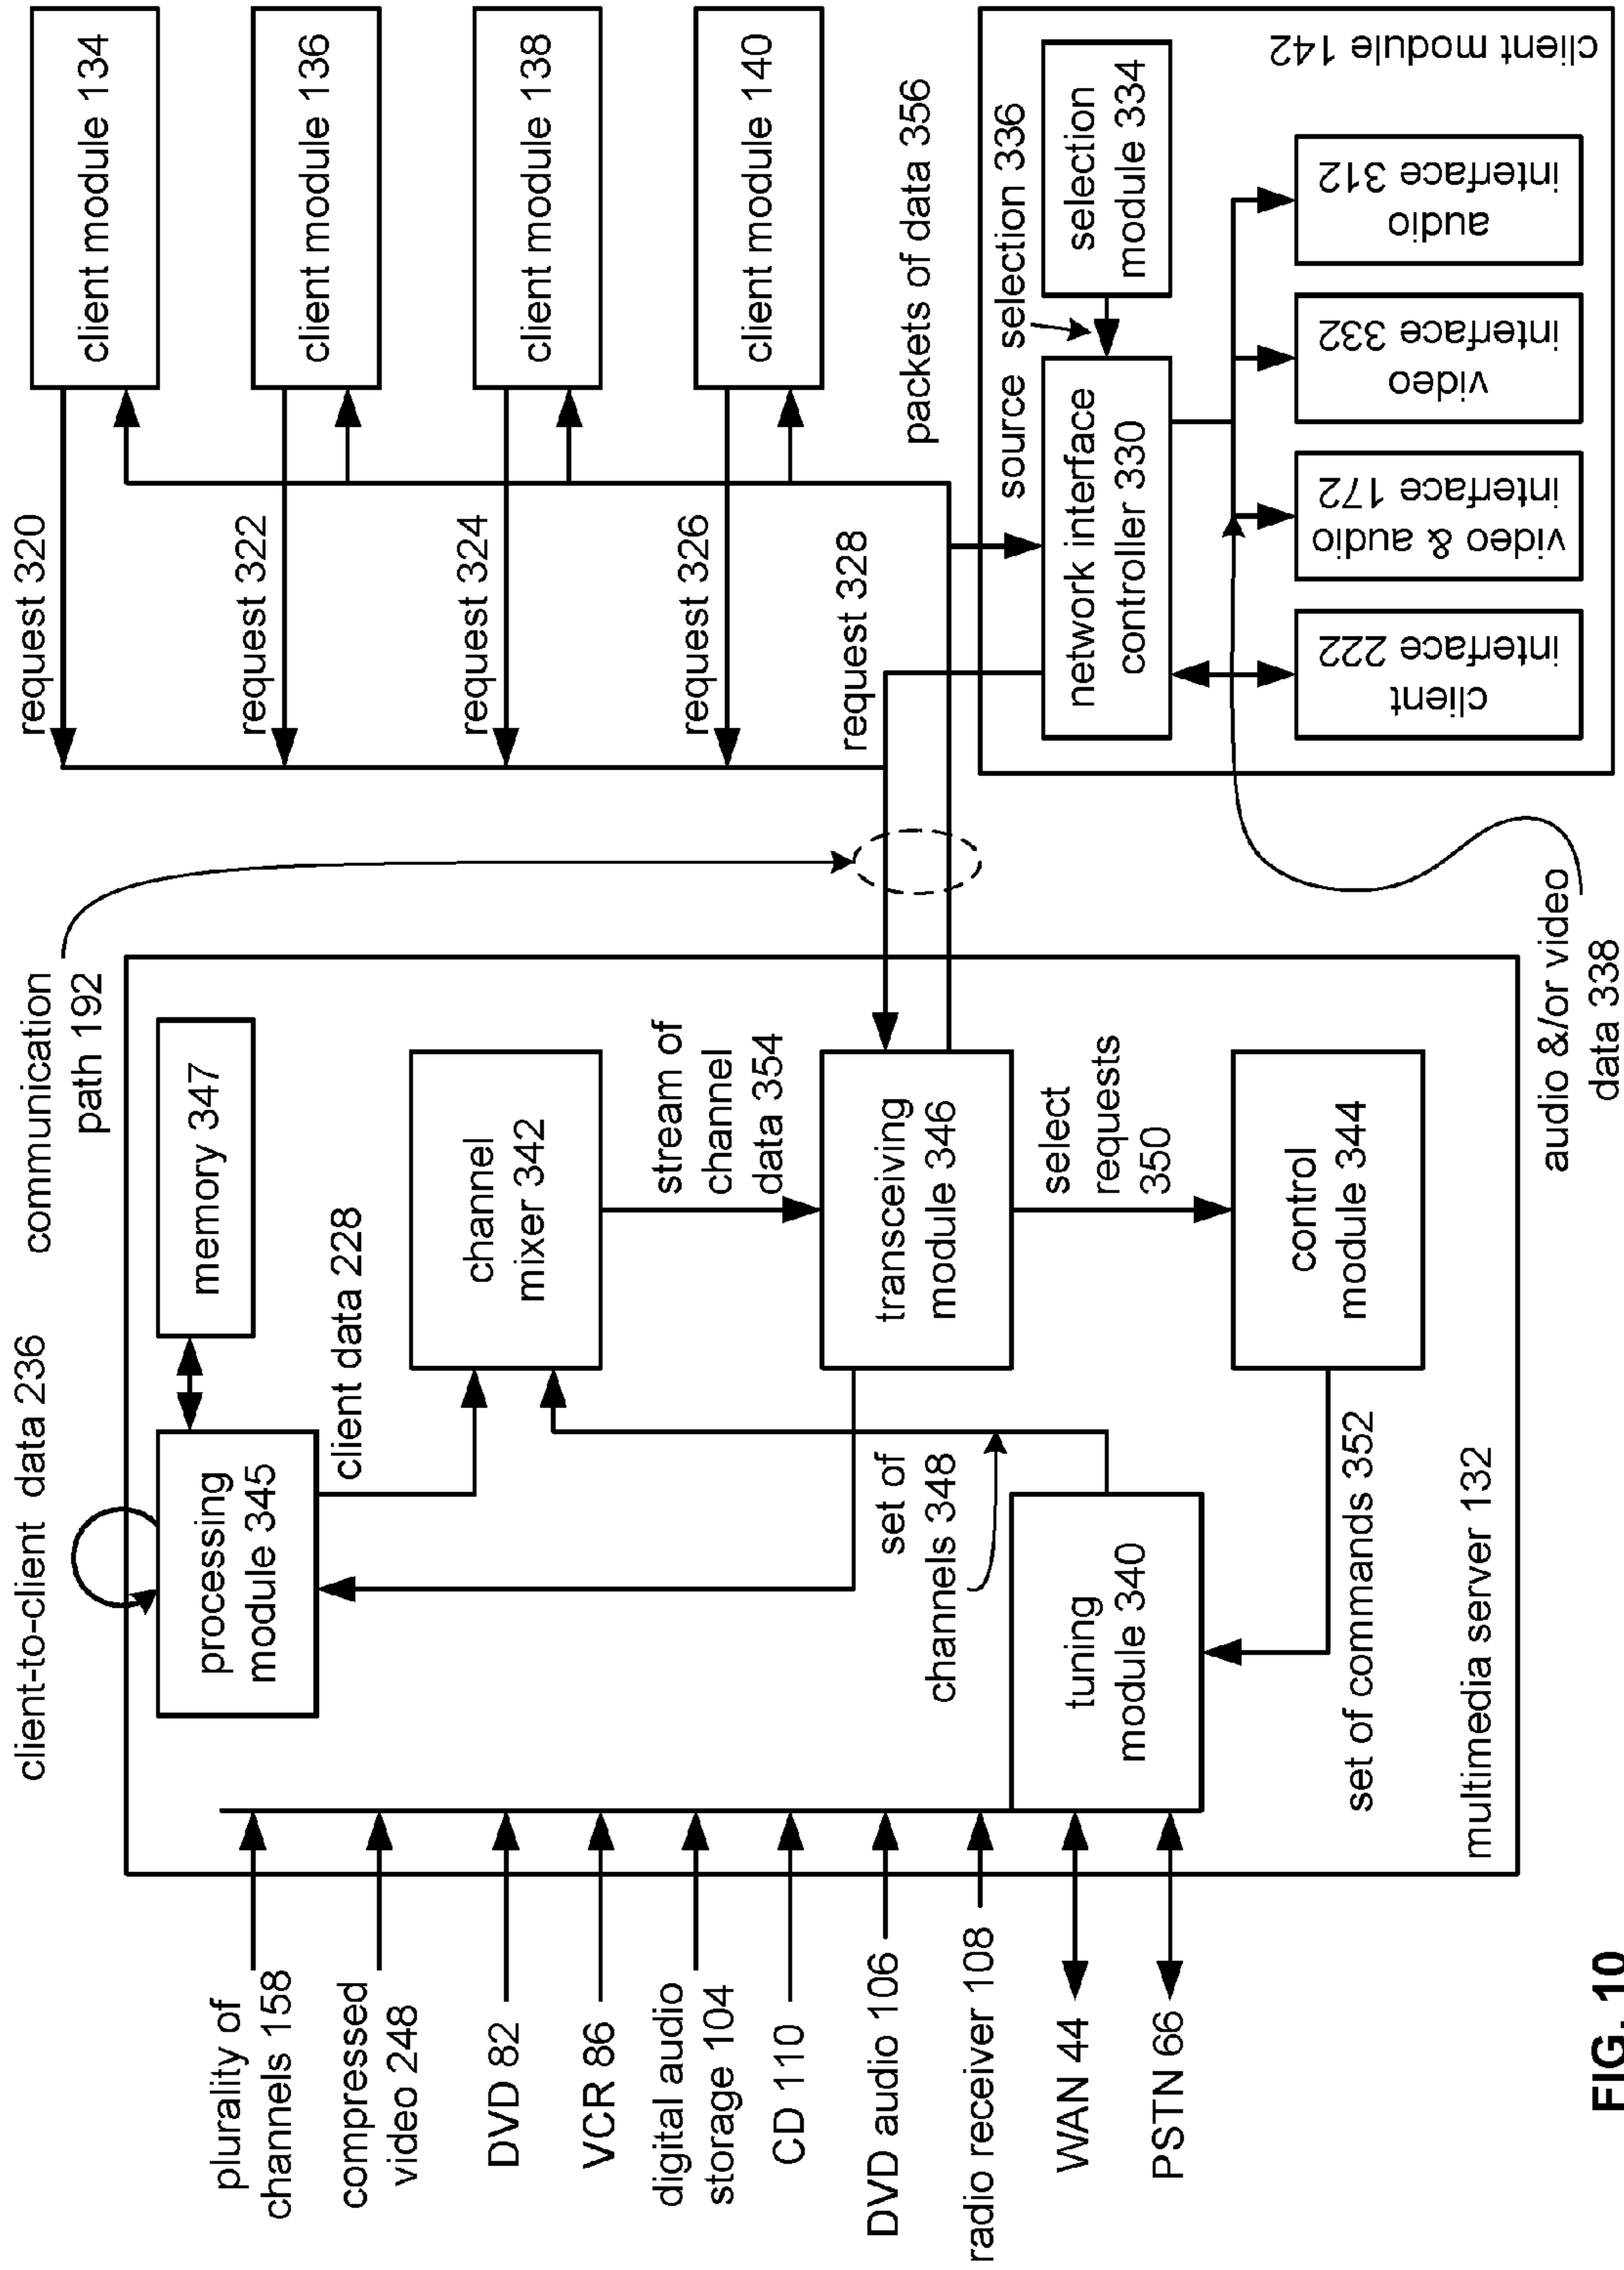 client-to-client data 236
communication
path 192
plurality of
channels 158
compressed
video 248
DVD 82
VCR 86
digital audio
storage 104
CD 110
DVD audio 106
radio receiver 108
WAN 44
PSTN 66
processing
module 345
memory 347
client data 228
channel
mixer 342
stream of
channel
data 354
set of
channels 348
transceiving
module 346
tuning
module 340
select
requests
350
control
module 344
set of commands 352
multimedia server 132
request 320
client module 134
request 322
client module 136
request 324
client module 138
request 326
client module 140
request 328
packets of data 356
source selection 336
network interface
controller 330
selection
module 334
client
interface 222
video & audio
interface 172
video
interface 332
audio
interface 312
client module 142
audio &/or video
data 338
FIG. 10